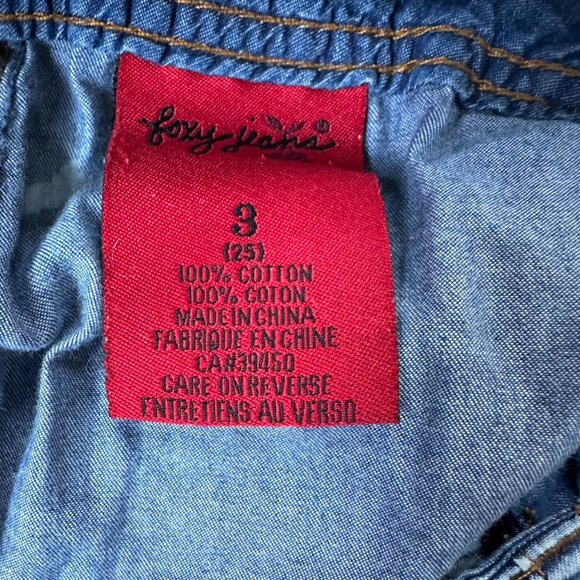 foxy jeans®
3
(25)
100% COTTON
100% COTON
MADE IN CHINA
FABRIQUE EN CHINE
CA#39450
CARE ON REVERSE
ENTRETIENS AU VERSO